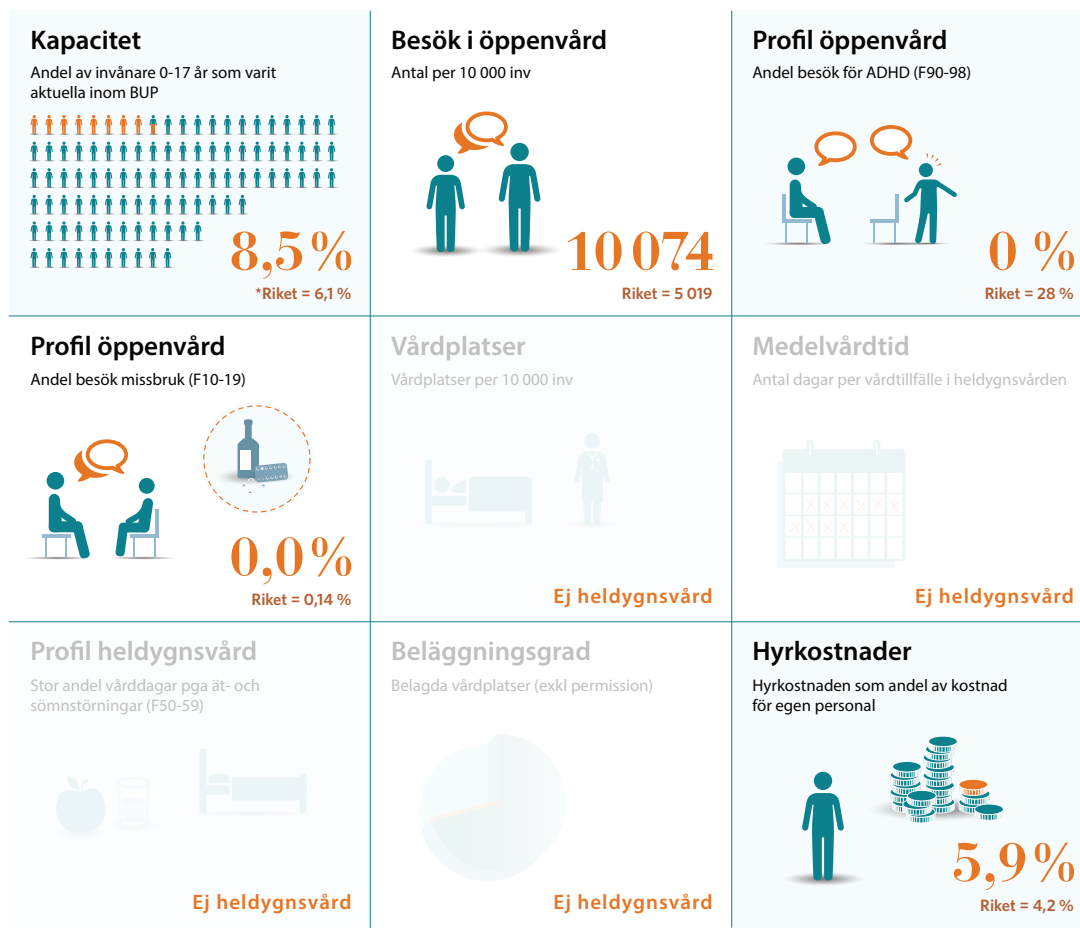 Kapacitet
Andel av invånare 0-17 år som varit
aktuella inom BUP
8,5 %
*Riket = 6,1 %
Besök i öppenvård
Antal per 10 000 inv
10 074
Riket = 5 019
Profil öppenvård
Andel besök för ADHD (F90-98)
0 %
Riket = 28 %
Profil öppenvård
Andel besök missbruk (F10-19)
0,0 %
Riket = 0,14 %
Vårdplatser
Vårdplatser per 10 000 inv
Ej heldygnsvård
Medelvårdtid
Antal dagar per vårdtillfälle i heldygnsvården
Ej heldygnsvård
Profil heldygnsvård
Stor andel vårddagar pga ät- och
sömnstörningar (F50-59)
Ej heldygnsvård
Beläggningsgrad
Belagda vårdplatser (exkl permission)
Ej heldygnsvård
Hyrkostnader
Hyrkostnaden som andel av kostnad
för egen personal
5,9 %
Riket = 4,2 %